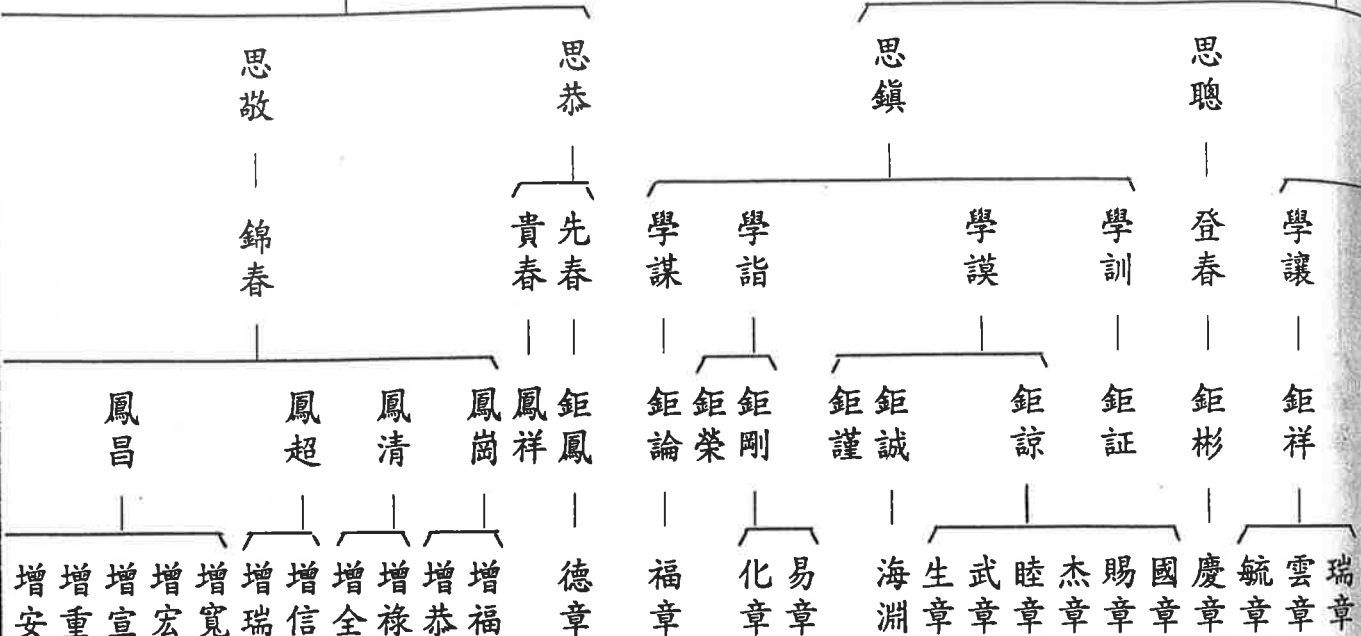 思聰
思鎮
思恭
思敬
學讓
登春
學訓
學謨
學詣
學謀
先春
貴春
錦春
鉅祥
鉅彬
鉅証
鉅諒
鉅誠
鉅謹
鉅剛
鉅榮
鉅論
鉅鳳
鳳祥
鳳崗
鳳清
鳳超
鳳昌
瑞章
雲章
毓章
慶章
國章
賜章
杰章
睦章
武章
生章
海淵
易章
化章
福章
德章
增福
增恭
增祿
增全
增信
增瑞
增寬
增宏
增宣
增重
增安